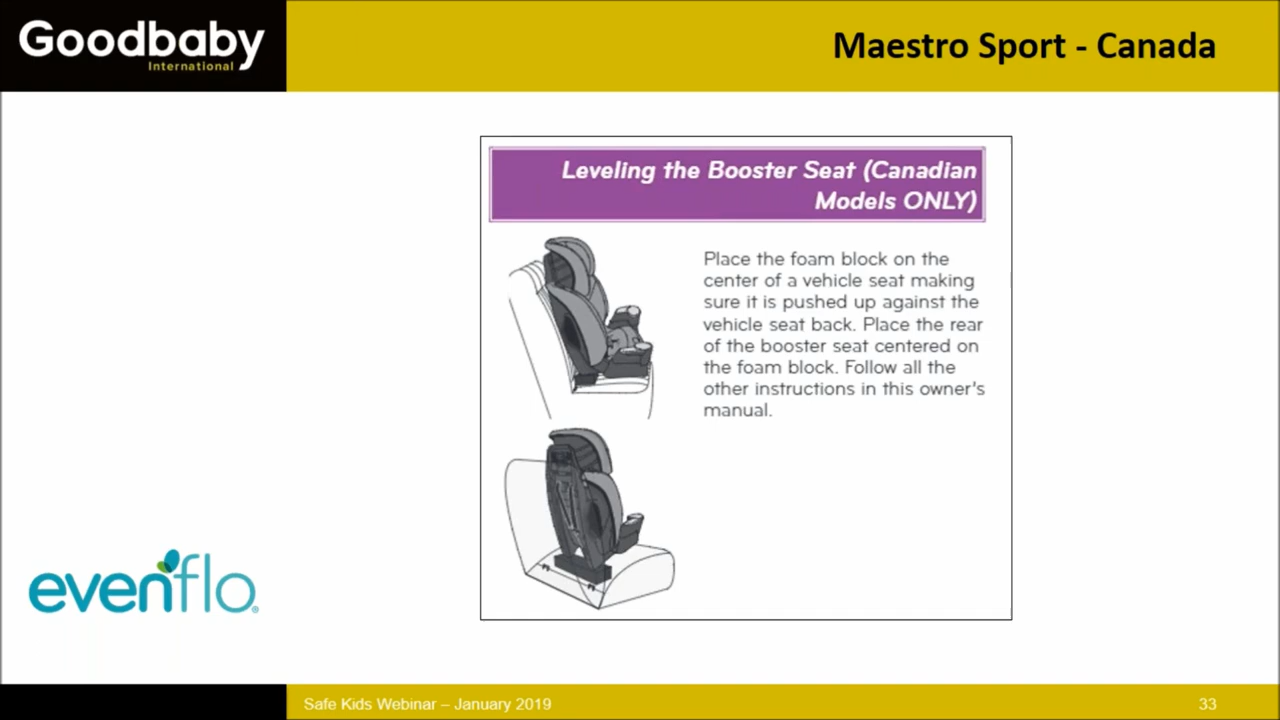 Goodbaby
International
Maestro Sport - Canada
Leveling the Booster Seat (Canadian
Models ONLY)
Place the foam block on the
center of a vehicle seat making
sure it is pushed up against the
vehicle seat back. Place the rear
of the booster seat centered on
the foam block. Follow all the
other instructions in this owner's
manual.
evenflo®
Safe Kids Webinar – January 2019
33